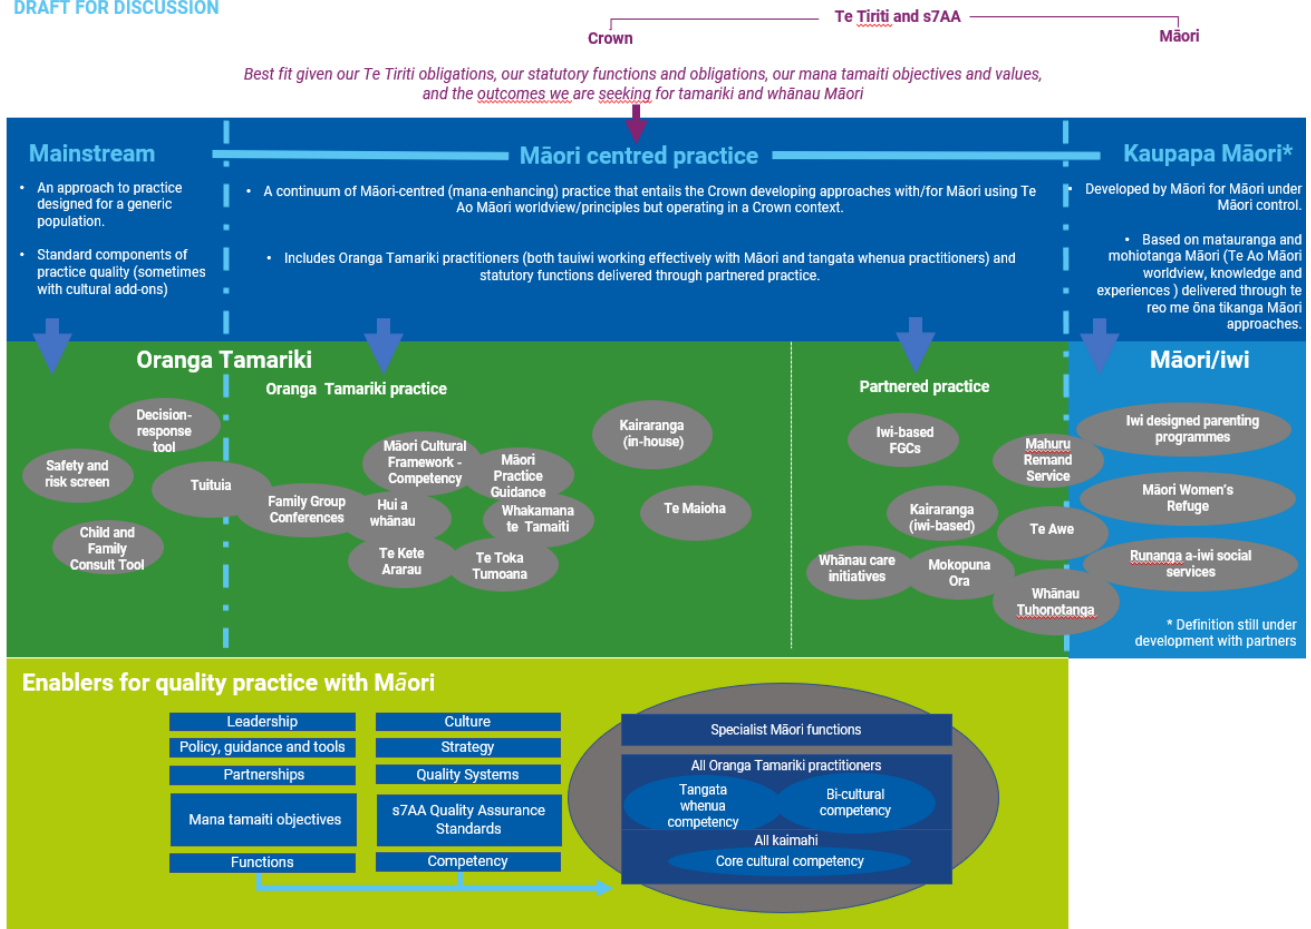 DRAFT FOR DISCUSSION
Te Tiriti and s7AA
Crown
Māori
Best fit given our Te Tiriti obligations, our statutory functions and obligations, our mana tamaiti objectives and values,
and the outcomes we are seeking for tamariki and whānau Māori
Mainstream
• An approach to practice
designed for a generic
population.
• Standard components of
practice quality (sometimes
with cultural add-ons)
Māori centred practice
• A continuum of Māori-centred (mana-enhancing) practice that entails the Crown developing approaches with/for Māori using Te
Ao Māori worldview/principles but operating in a Crown context.
• Includes Oranga Tamariki practitioners (both tauiwi working effectively with Māori and tangata whenua practitioners) and
statutory functions delivered through partnered practice.
Kaupapa Māori*
• Developed by Māori for Māori under
Māori control.
• Based on matauranga and
mohiotanga Māori (Te Ao Māori
worldview, knowledge and
experiences ) delivered through te
reo me ōna tikanga Māori
approaches.
Oranga Tamariki
Oranga Tamariki practice
Decision-
response
tool
Safety and
risk screen
Tuituia
Child and
Family
Consult Tool
Family Group
Conferences
Māori Cultural
Framework -
Competency
Māori
Practice
Guidance
Hui a
whānau
Whakamana
te Tamaiti
Te Kete
Ararau
Te Toka
Tumoana
Kairaranga
(in-house)
Te Maioha
Partnered practice
Iwi-based
FGCs
Mahuru
Remand
Service
Kairaranga
(iwi-based)
Te Awe
Whānau care
initiatives
Mokopuna
Ora
Whānau
Tuhonotanga
Māori/iwi
Iwi designed parenting
programmes
Māori Women's
Refuge
Runanga a-iwi social
services
* Definition still under
development with partners
Enablers for quality practice with Māori
Leadership
Policy, guidance and tools
Partnerships
Mana tamaiti objectives
Functions
Culture
Strategy
Quality Systems
s7AA Quality Assurance
Standards
Competency
Specialist Māori functions
All Oranga Tamariki practitioners
Tangata
whenua
competency
Bi-cultural
competency
All kaimahi
Core cultural competency